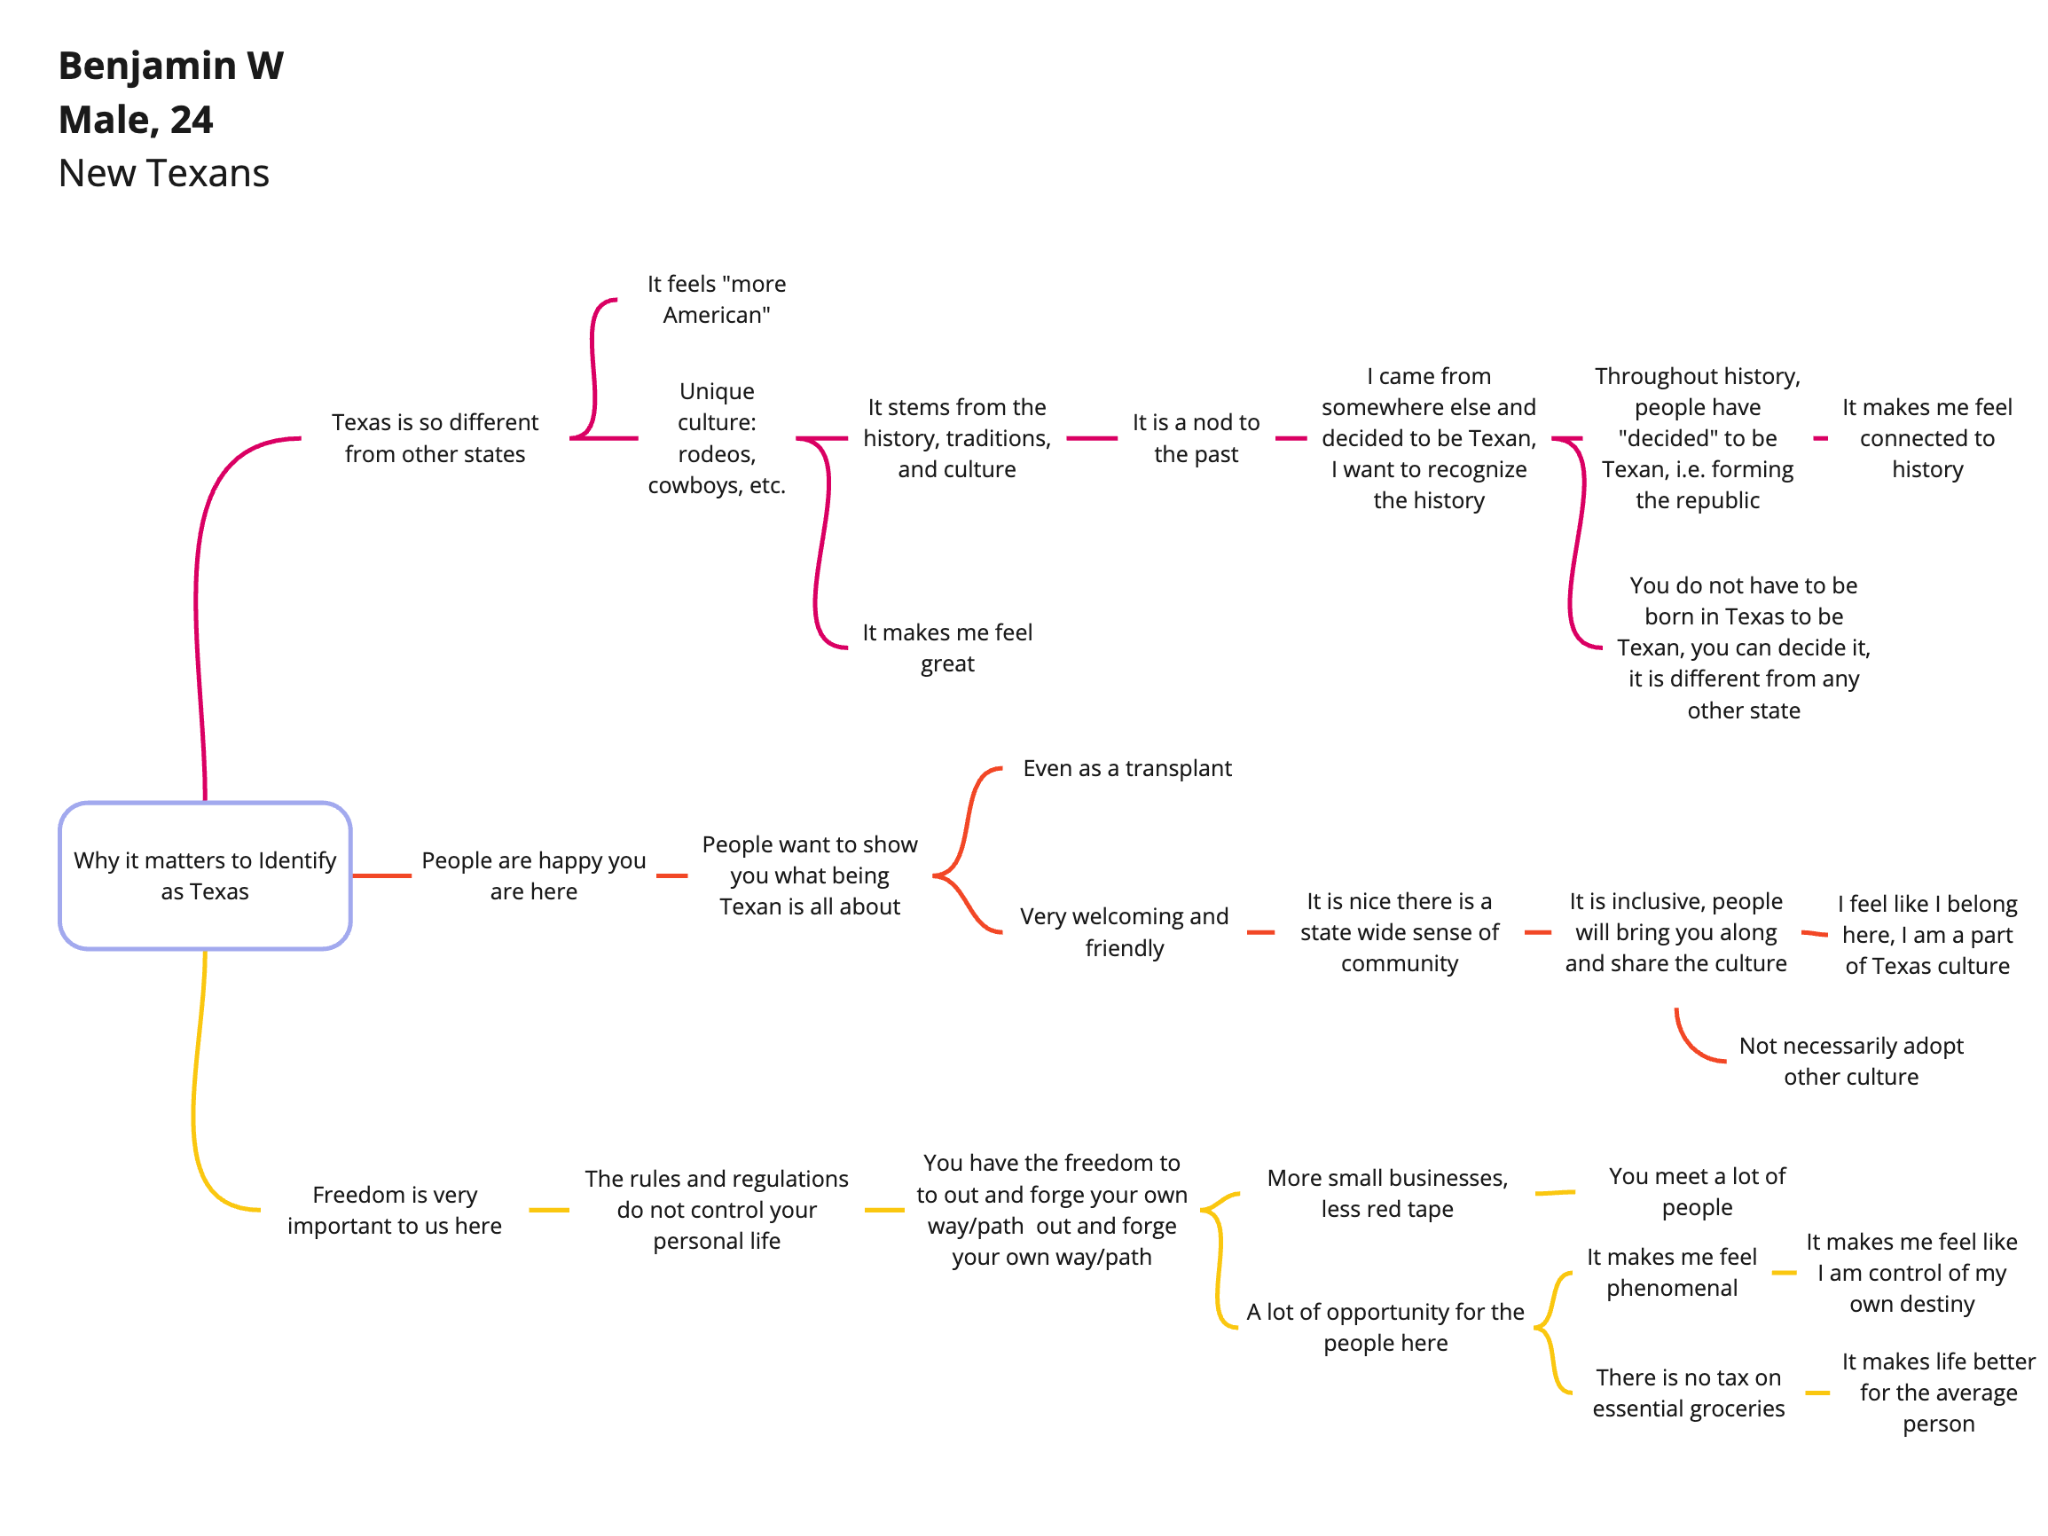 Benjamin W
Male, 24
New Texans
It feels "more
American"
Texas is so different
from other states
Unique
culture:
rodeos,
cowboys, etc.
It stems from the
history, traditions,
and culture
It is a nod to
the past
I came from
somewhere else and
decided to be Texan,
I want to recognize
the history
Throughout history,
people have
"decided" to be
Texan, i.e. forming
the republic
It makes me feel
connected to
history
It makes me feel
great
You do not have to be
born in Texas to be
Texan, you can decide it,
it is different from any
other state
Why it matters to Identify
as Texas
People are happy you
are here
People want to show
you what being
Texan is all about
Even as a transplant
Very welcoming and
friendly
It is nice there is a
state wide sense of
community
It is inclusive, people
will bring you along
and share the culture
I feel like I belong
here, I am a part
of Texas culture
Not necessarily adopt
other culture
Freedom is very
important to us here
The rules and regulations
do not control your
personal life
You have the freedom to
to out and forge your own
way/path  out and forge
your own way/path
More small businesses,
less red tape
You meet a lot of
people
A lot of opportunity for the
people here
It makes me feel
phenomenal
It makes me feel like
I am control of my
own destiny
There is no tax on
essential groceries
It makes life better
for the average
person